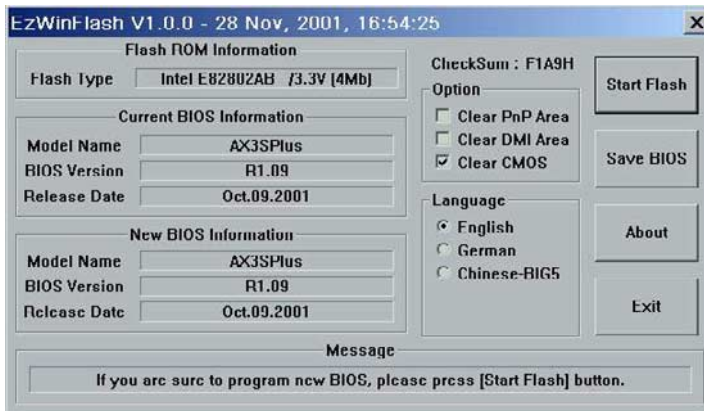 EzWinFlash V1.0.0 - 28 Nov, 2001, 16:54:25
Flash ROM Information
Flash Type Intel E82802AB /3.3V (4Mb)
Current BIOS Information
Model Name AX3SPlus
BIOS Version R1.09
Release Date Oct.09.2001
New BIOS Information
Model Name AX3SPlus
BIOS Version R1.09
Release Date Oct.09.2001
CheckSum : F1A9H
Option
Clear PnP Area
Clear DMI Area
Clear CMOS
Language
English
German
Chinese-BIG5
Start Flash
Save BIOS
About
Exit
Message
If you are sure to program new BIOS, please press [Start Flash] button.